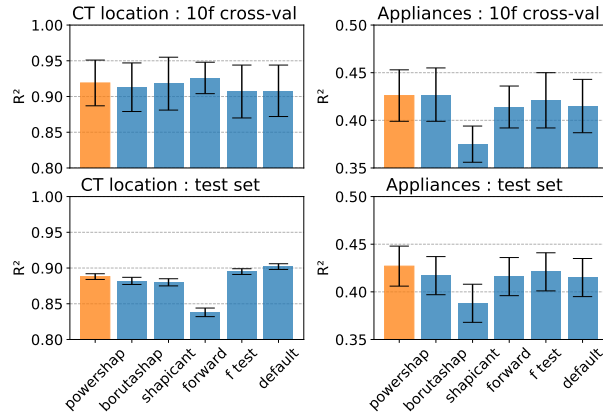 CT location : 10f cross-val
Appliances : 10f cross-val
1.00
0.95
0.90
0.85
0.80
R²
0.50
0.45
0.40
0.35
R²
CT location : test set
Appliances : test set
1.00
0.95
0.90
0.85
0.80
R²
0.50
0.45
0.40
0.35
R²
powershap
borutashap
shapicant
forward
f test
default
powershap
borutashap
shapicant
forward
f test
default